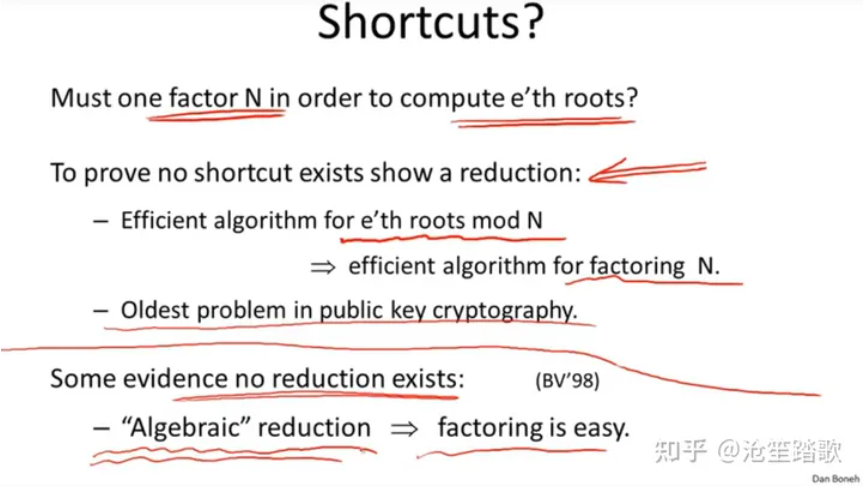 Shortcuts?
Must one factor N in order to compute e’th roots?
To prove no shortcut exists show a reduction:
– Efficient algorithm for e’th roots mod N
⇒ efficient algorithm for factoring N.
– Oldest problem in public key cryptography.
Some evidence no reduction exists: (BV’98)
– “Algebraic” reduction ⇒ factoring is easy.
知乎 @沧笙踏歌
Dan Boneh